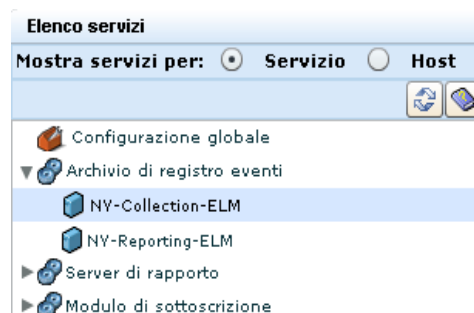 Elenco servizi
Mostra servizi per: Servizio Host
Configurazione globale
Archivio di registro eventi
NY-Collection-ELM
NY-Reporting-ELM
Server di rapporto
Modulo di sottoscrizione